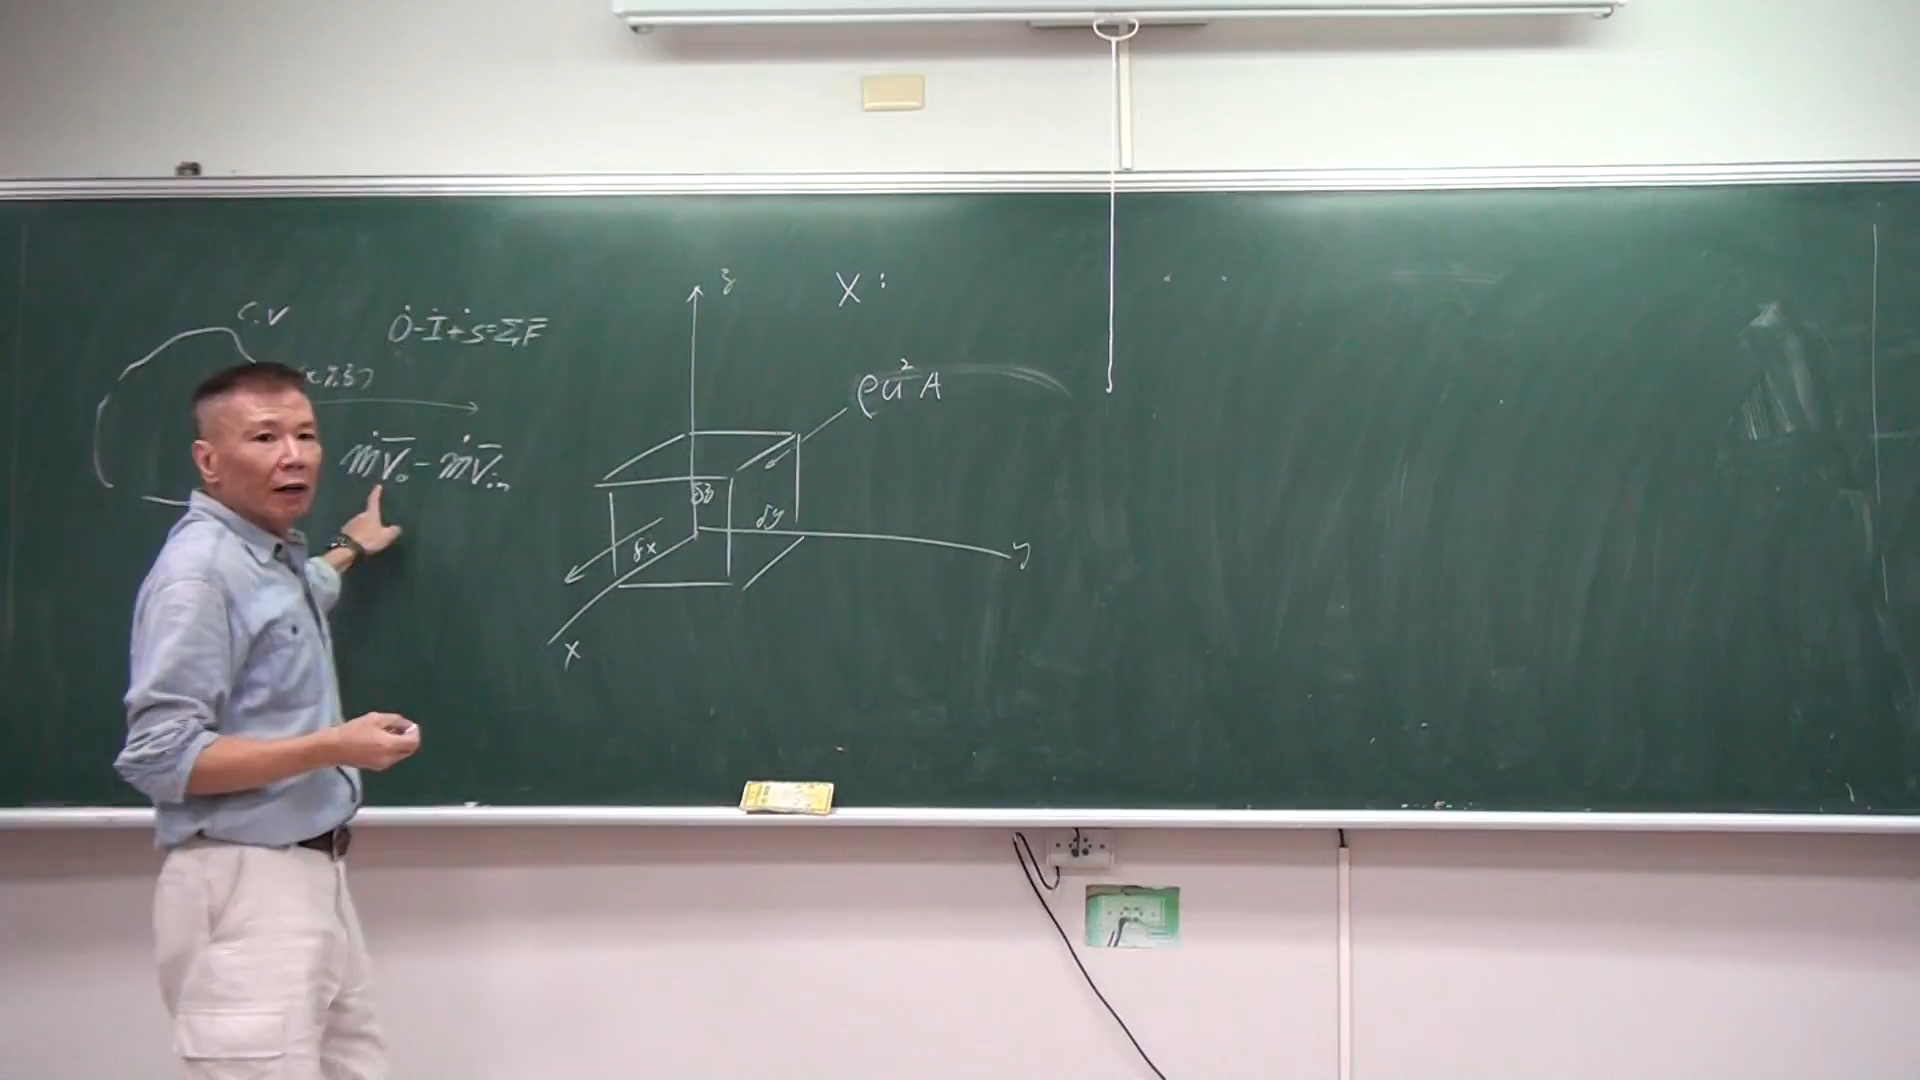 C.V
Ȯ-İ+Ṡ=ΣF̅
ṁV̅ₒ - ṁV̅ᵢₙ
z
X :
ρu²A
δz
δy
δx
y
x